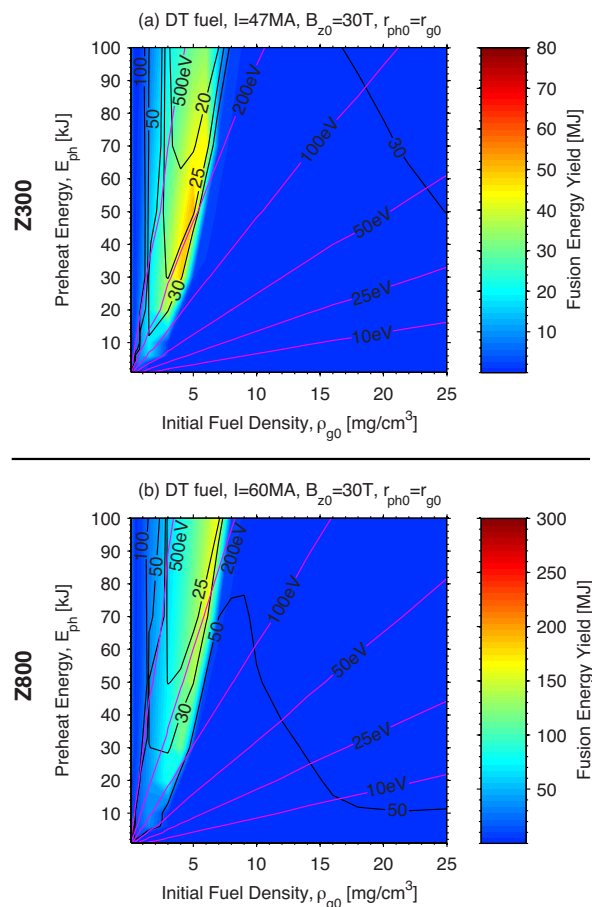 (a) DT fuel, I=47MA, B_z0=30T, r_ph0=r_g0
Z300
Preheat Energy, E_ph [kJ]
100
90
80
70
60
50
40
30
20
10
5
10
15
20
25
Initial Fuel Density, ρ_g0 [mg/cm³]
100
50
500eV
20
200eV
25
30
100eV
30
50eV
25eV
10eV
80
70
60
50
40
30
20
10
Fusion Energy Yield [MJ]
(b) DT fuel, I=60MA, B_z0=30T, r_ph0=r_g0
Z800
Preheat Energy, E_ph [kJ]
100
90
80
70
60
50
40
30
20
10
5
10
15
20
25
Initial Fuel Density, ρ_g0 [mg/cm³]
100
50
500eV
25
200eV
30
50
100eV
50eV
25eV
10eV
50
300
250
200
150
100
50
Fusion Energy Yield [MJ]